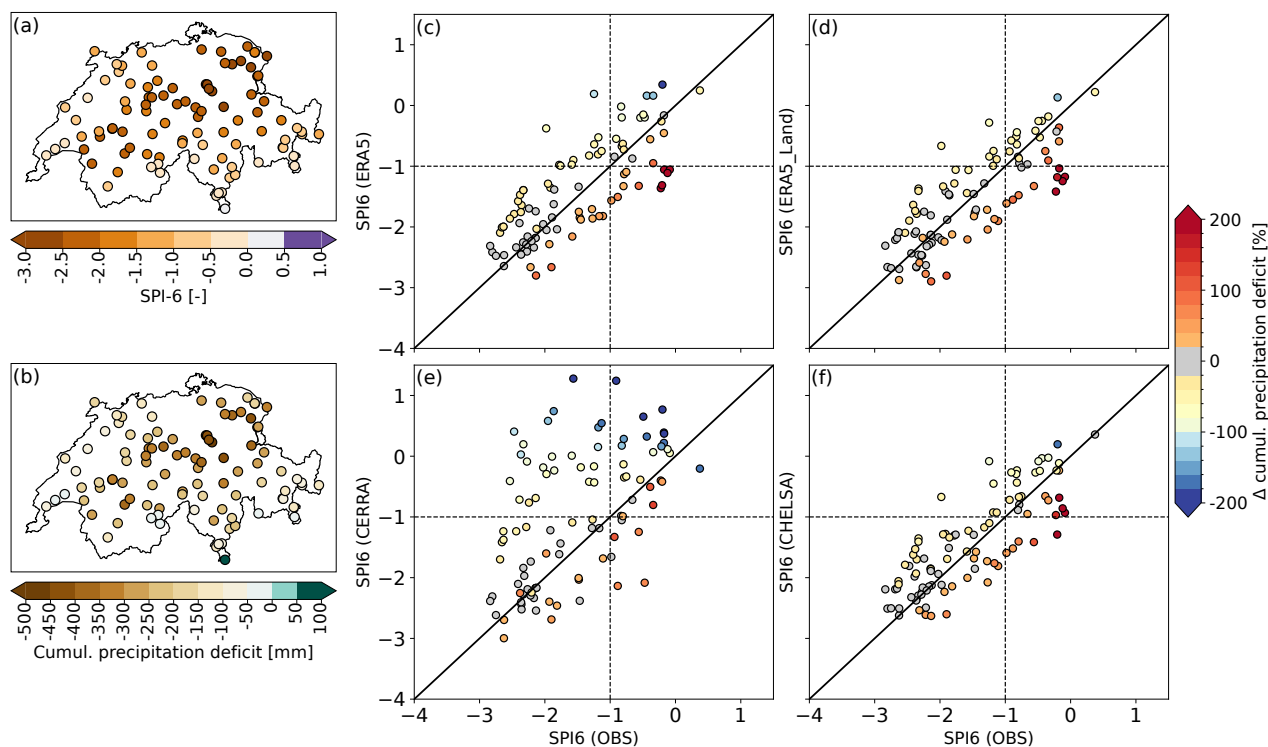 (a)
-3.0 -2.5 -2.0 -1.5 -1.0 -0.5 0.0 0.5 1.0
SPI-6 [-]
(b)
-500 -450 -400 -350 -300 -250 -200 -150 -100 -50 0 50 100
Cumul. precipitation deficit [mm]
(c)
1
0
−1
−2
−3
−4
SPI6 (ERA5)
(d)
SPI6 (ERA5_Land)
(e)
1
0
−1
−2
−3
−4
SPI6 (CERRA)
−4 −3 −2 −1 0 1
SPI6 (OBS)
(f)
SPI6 (CHELSA)
−4 −3 −2 −1 0 1
SPI6 (OBS)
200
100
0
-100
-200
Δ cumul. precipitation deficit [%]